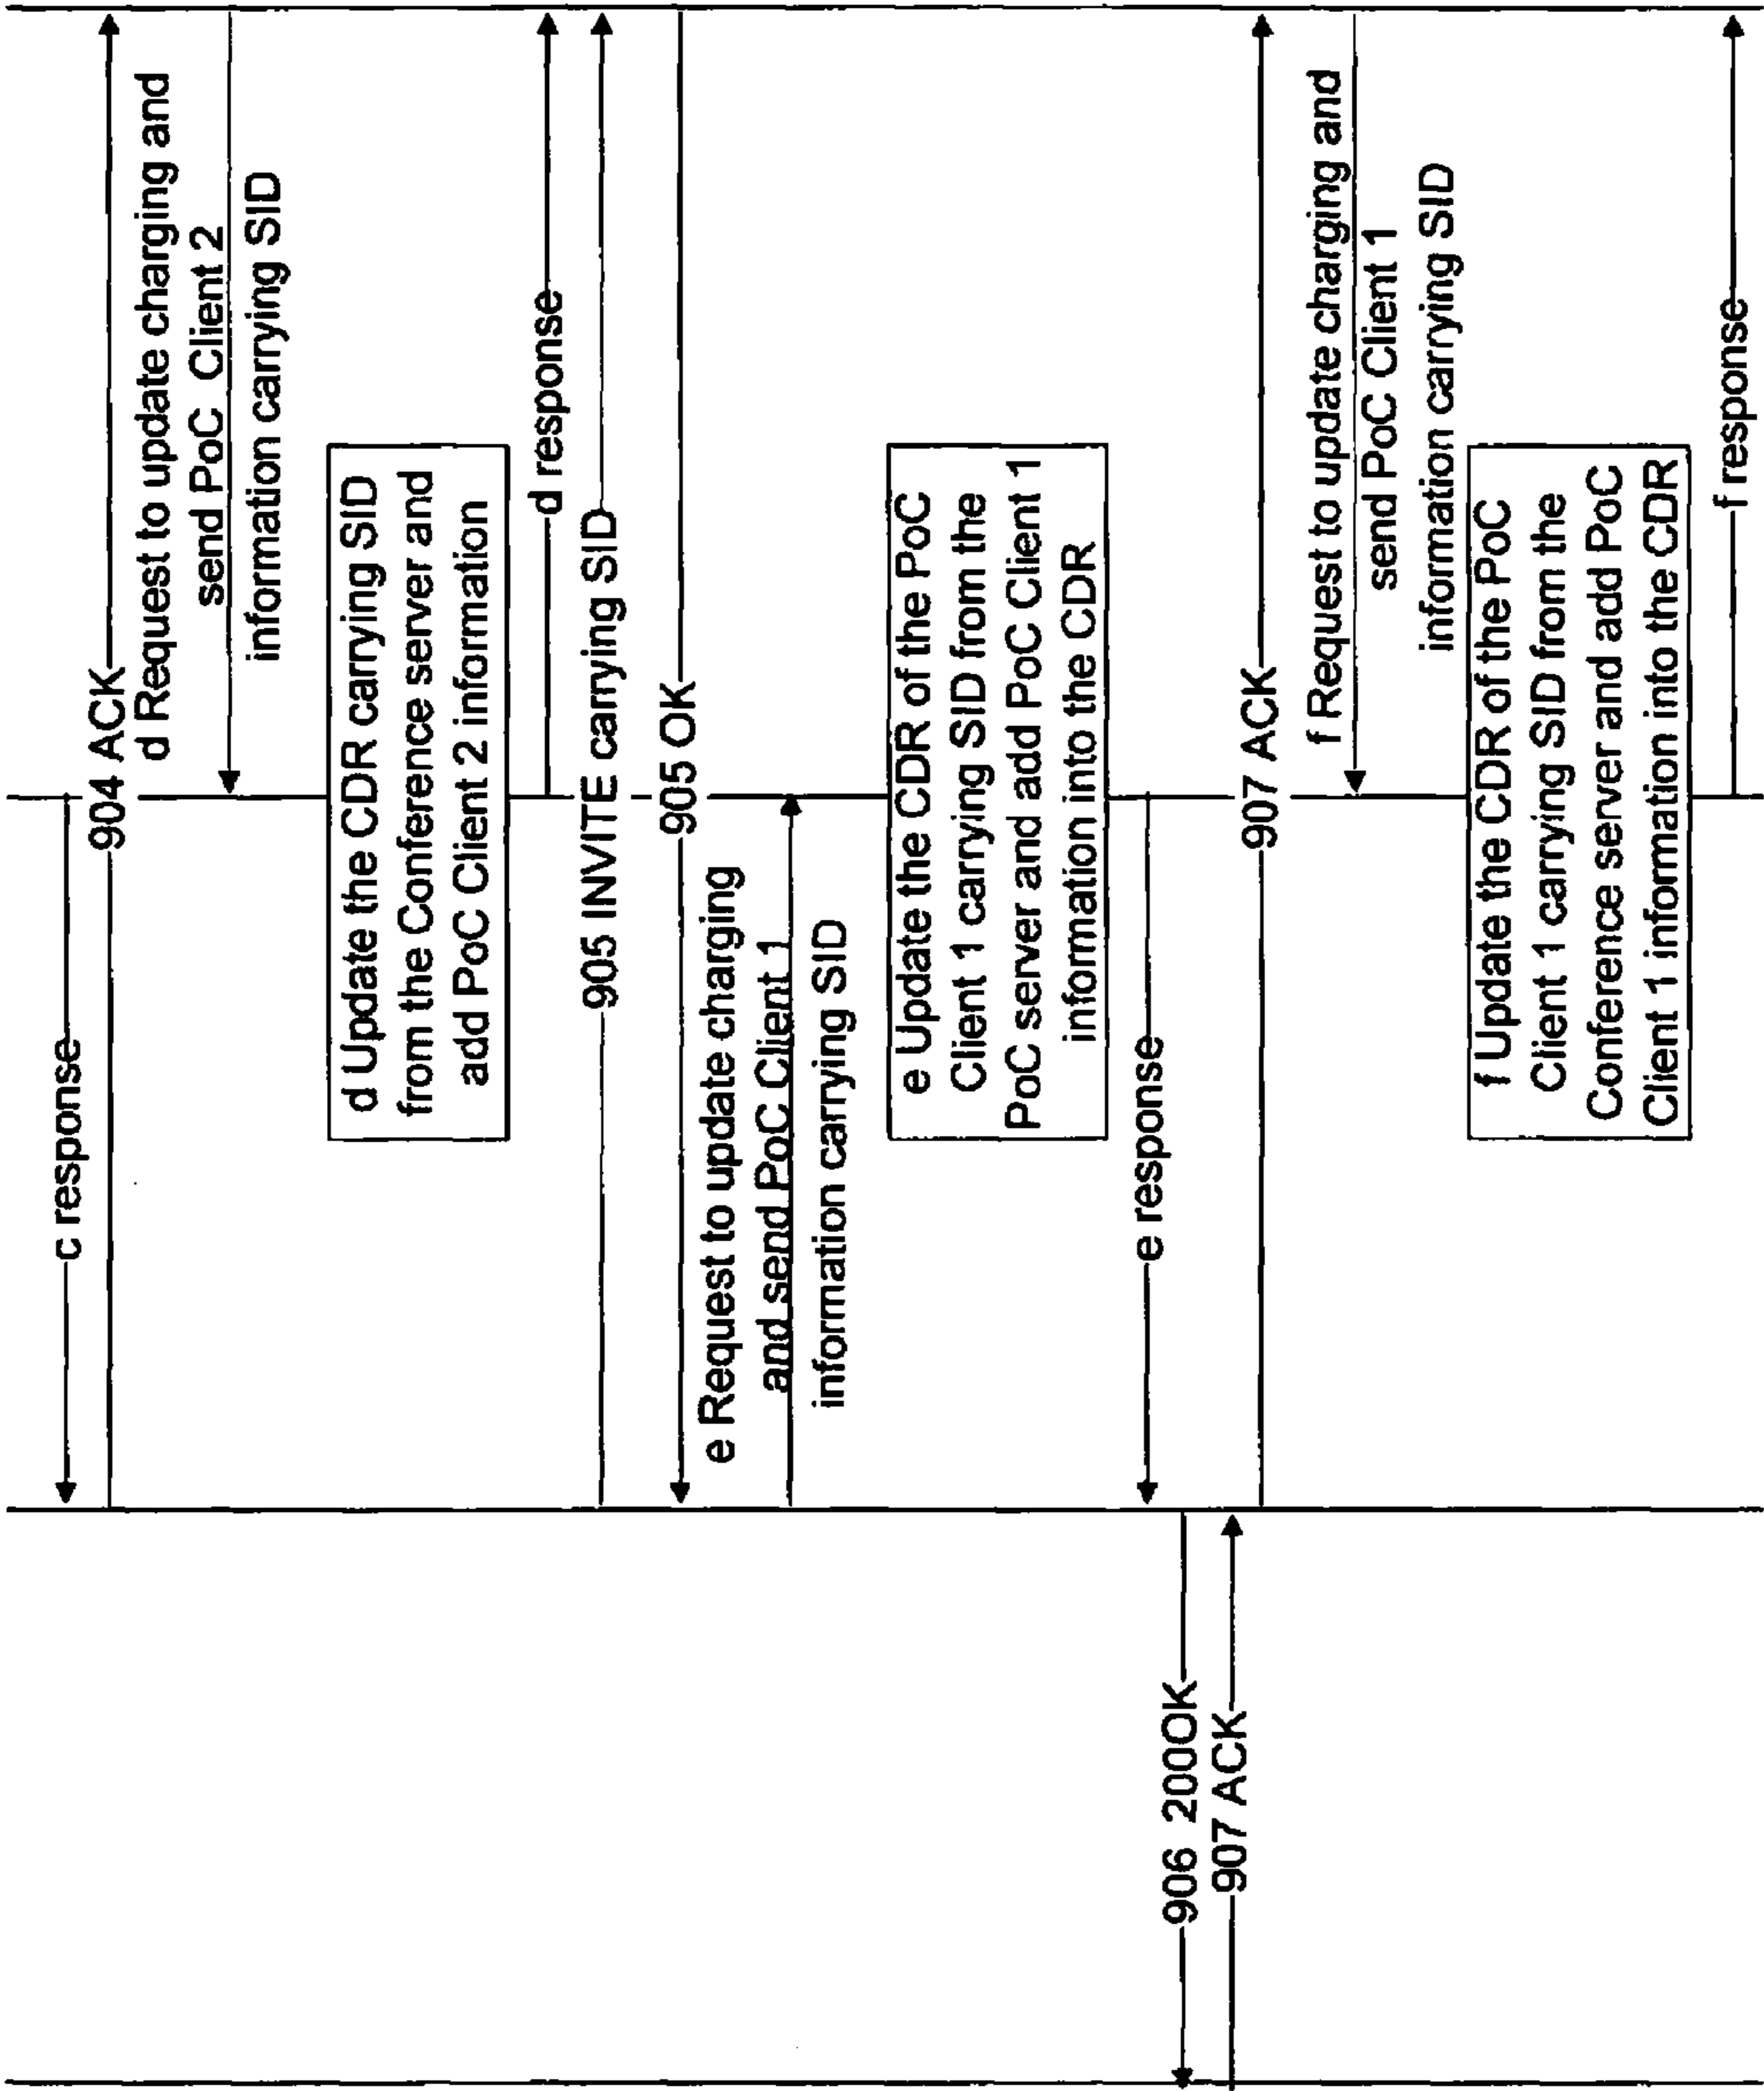 c response
904 ACK
d Request to update charging and
send PoC Client 2
information carrying SID
d Update the CDR carrying SID
from the Conference server and
add PoC Client 2 information
d response
905 INVITE carrying SID
905 OK
e Request to update charging
and send PoC Client 1
information carrying SID
e Update the CDR of the PoC
Client 1 carrying SID from the
PoC server and add PoC Client 1
information into the CDR
e response
906 200OK
907 ACK
907 ACK
f Request to update charging and
send PoC Client 1
information carrying SID
f Update the CDR of the PoC
Client 1 carrying SID from the
Conference server and add PoC
Client 1 information into the CDR
f response